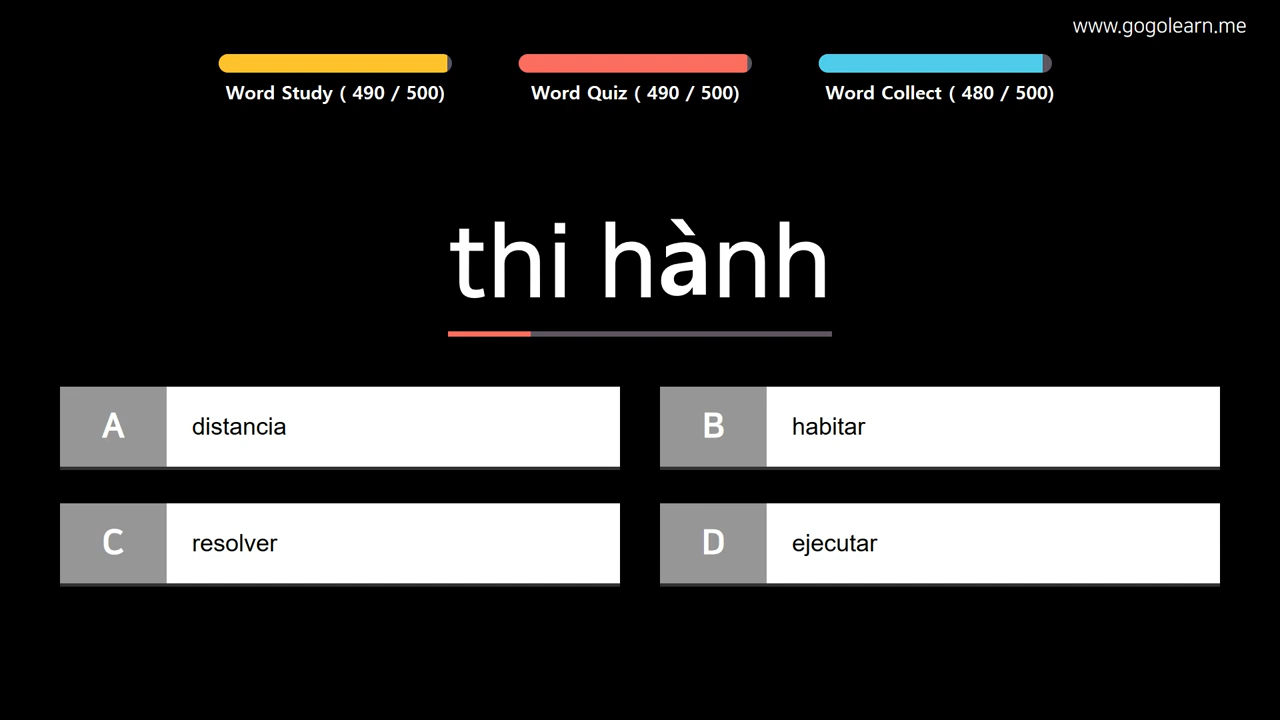 www.gogolearn.me
Word Study ( 490 / 500)
Word Quiz ( 490 / 500)
Word Collect ( 480 / 500)
thi hành
A distancia
B habitar
C resolver
D ejecutar